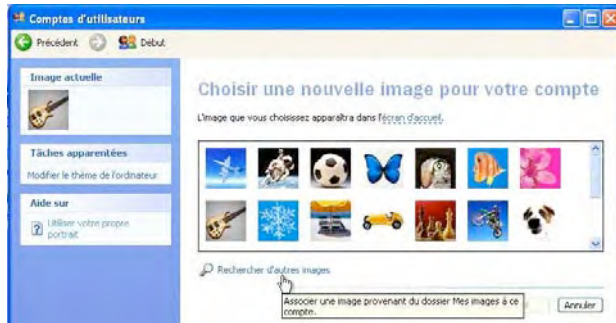 Comptes d'utilisateurs
Précédent
Début
Image actuelle
Tâches apparentées
Modifier le thème de l'ordinateur
Aide sur
Utiliser votre propre
portrait
Choisir une nouvelle image pour votre compte
L'image que vous choisissez apparaîtra dans l'écran d'accueil.
Rechercher d'autres images
Associer une image provenant du dossier Mes images à ce
compte.
Annuler